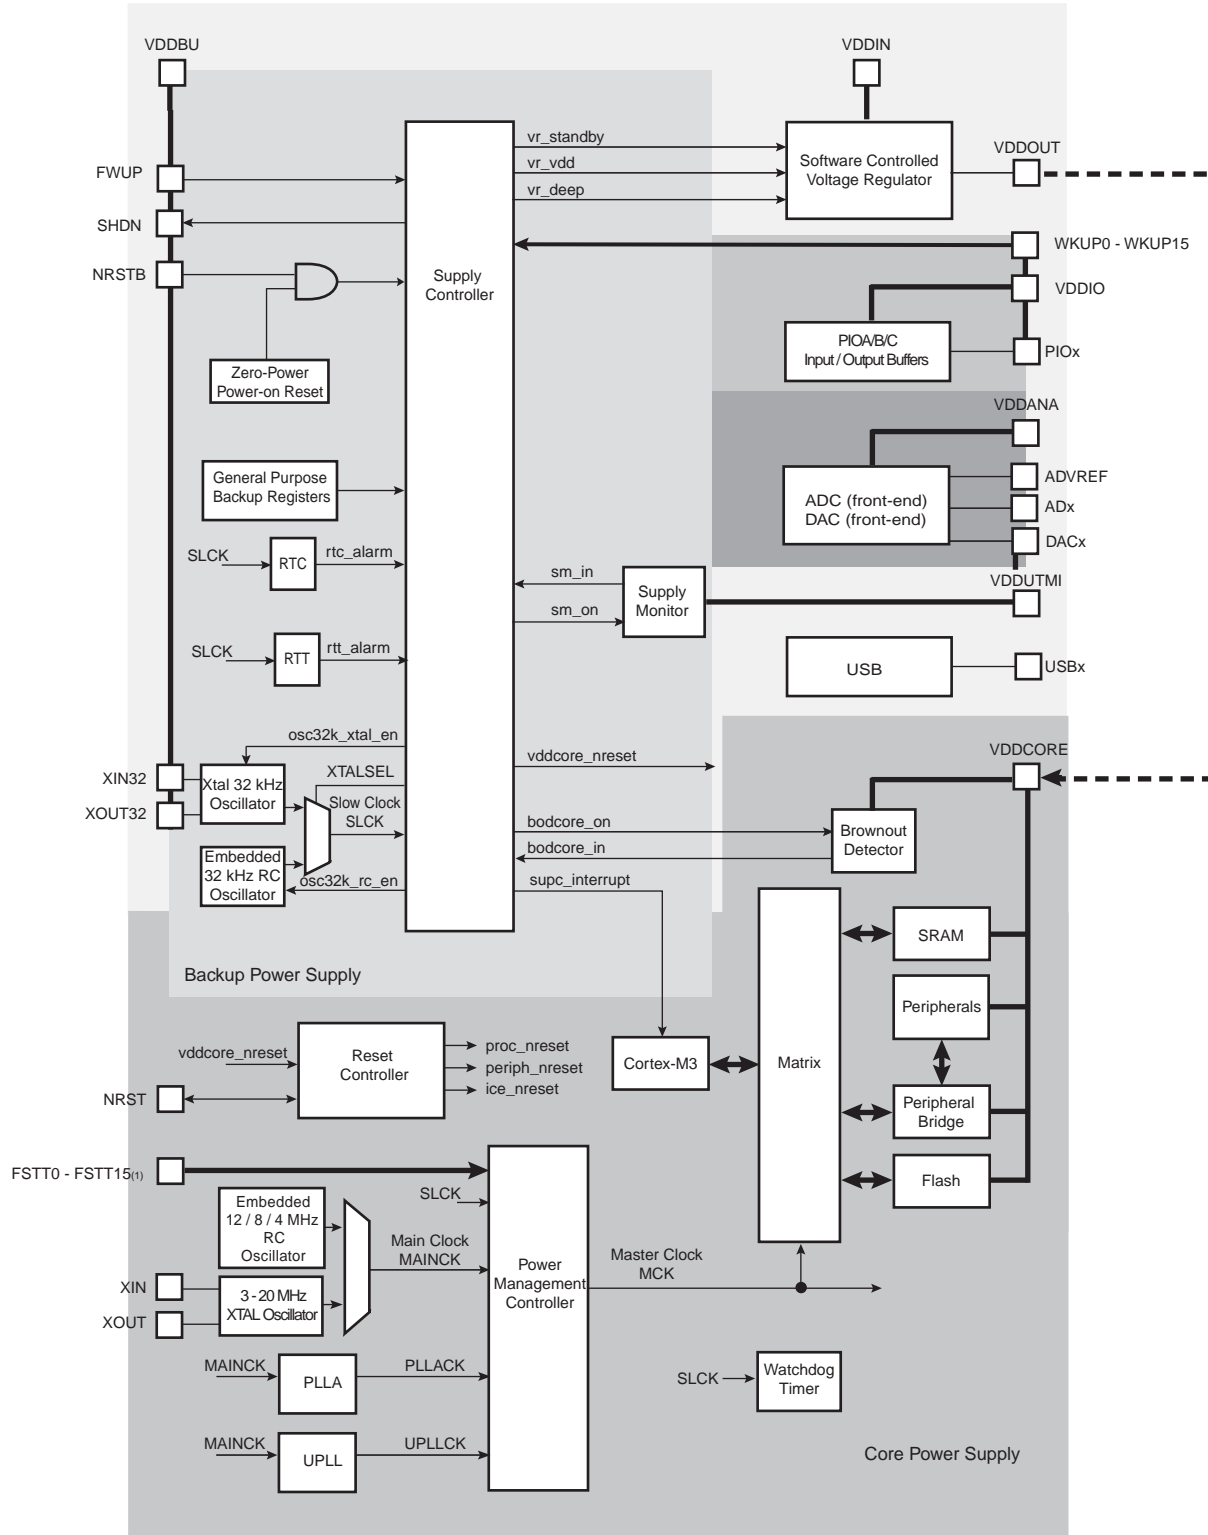 VDDBU
VDDIN
FWUP
SHDN
NRSTB
vr_standby
vr_vdd
vr_deep
Software Controlled
Voltage Regulator
VDDOUT
WKUP0 - WKUP15
Supply
Controller
VDDIO
PIOA/B/C
Input / Output Buffers
PIOx
Zero-Power
Power-on Reset
VDDANA
General Purpose
Backup Registers
ADC (front-end)
DAC (front-end)
ADVREF
ADx
DACx
SLCK
RTC
rtc_alarm
sm_in
sm_on
Supply
Monitor
VDDUTMI
SLCK
RTT
rtt_alarm
USB
USBx
osc32k_xtal_en
vddcore_nreset
VDDCORE
XIN32
XOUT32
Xtal 32 kHz
Oscillator
XTALSEL
Slow Clock
SLCK
bodcore_on
bodcore_in
Brownout
Detector
Embedded
32 kHz RC
Oscillator
osc32k_rc_en
supc_interrupt
SRAM
Backup Power Supply
Peripherals
vddcore_nreset
Reset
Controller
proc_nreset
periph_nreset
ice_nreset
Cortex-M3
Matrix
NRST
Peripheral
Bridge
FSTT0 - FSTT15(1)
Flash
SLCK
Embedded
12 / 8 / 4 MHz
RC
Oscillator
Main Clock
MAINCK
Power
Management
Controller
Master Clock
MCK
XIN
XOUT
3 - 20 MHz
XTAL Oscillator
MAINCK
PLLA
PLLACK
SLCK
Watchdog
Timer
MAINCK
UPLL
UPLLCK
Core Power Supply